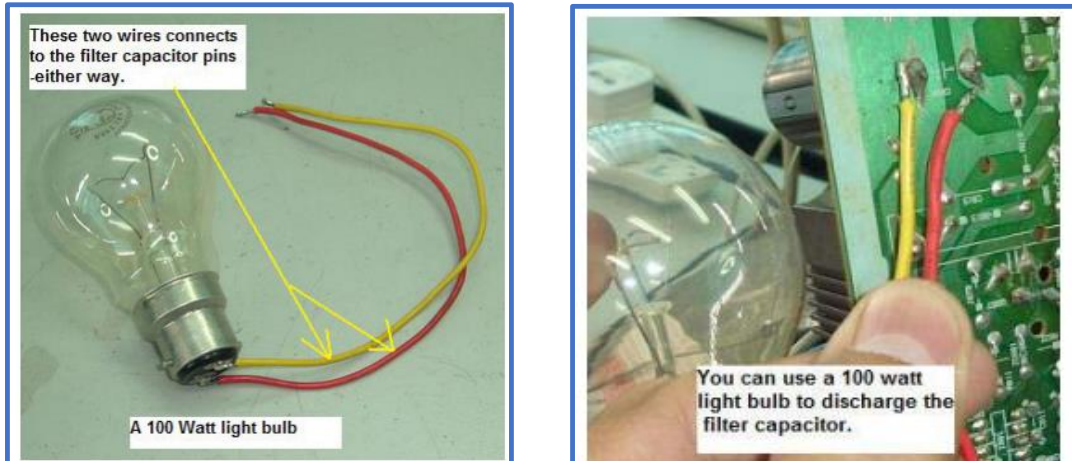 These two wires connects
to the filter capacitor pins
-either way.
A 100 Watt light bulb
You can use a 100 watt
light bulb to discharge the
filter capacitor.